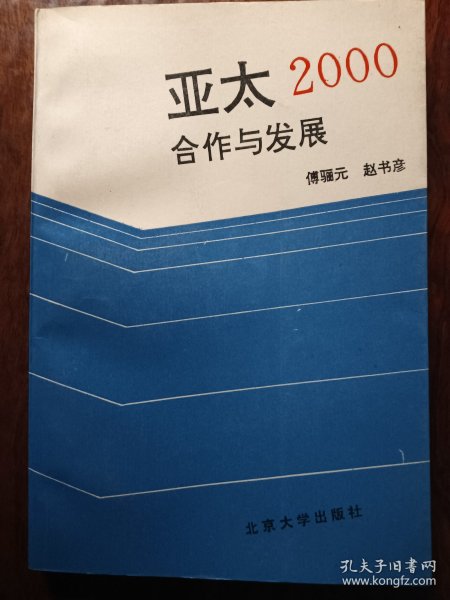 亚太 2000
合作与发展
傅骊元 赵书彦
北京大学出版社
孔夫子旧书网
www.kongfz.com